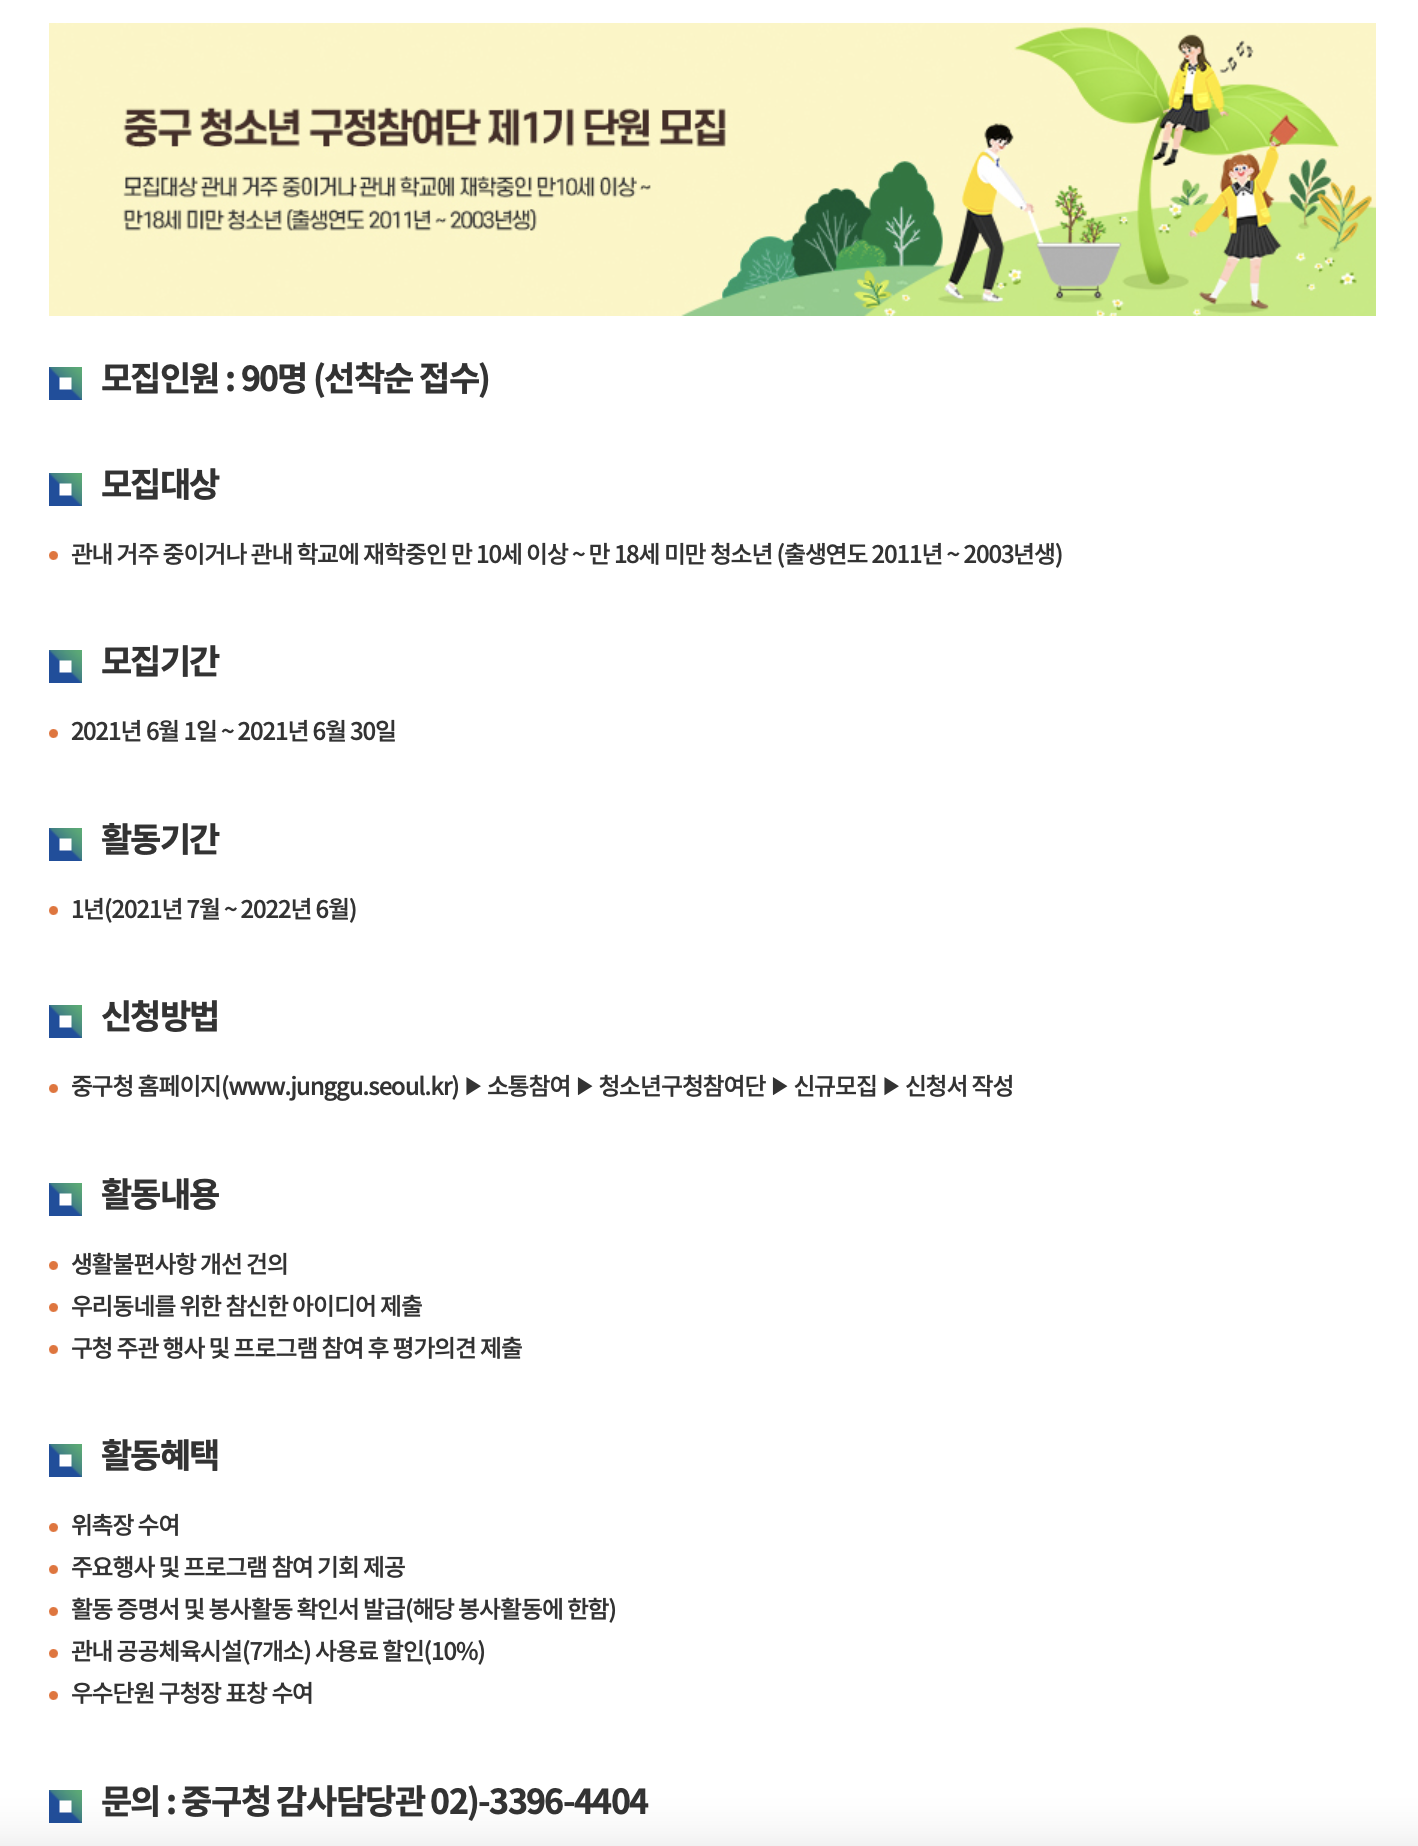 중구 청소년 구정참여단 제1기 단원 모집
모집대상 관내 거주 중이거나 관내 학교에 재학중인 만10세 이상 ~
만18세 미만 청소년 (출생연도 2011년 ~ 2003년생)
모집인원 : 90명 (선착순 접수)
모집대상
관내 거주 중이거나 관내 학교에 재학중인 만 10세 이상 ~ 만 18세 미만 청소년 (출생연도 2011년 ~ 2003년생)
모집기간
2021년 6월 1일 ~ 2021년 6월 30일
활동기간
1년(2021년 7월 ~ 2022년 6월)
신청방법
중구청 홈페이지(www.junggu.seoul.kr) ▶ 소통참여 ▶ 청소년구청참여단 ▶ 신규모집 ▶ 신청서 작성
활동내용
생활불편사항 개선 건의
우리동네를 위한 참신한 아이디어 제출
구청 주관 행사 및 프로그램 참여 후 평가의견 제출
활동혜택
위촉장 수여
주요행사 및 프로그램 참여 기회 제공
활동 증명서 및 봉사활동 확인서 발급(해당 봉사활동에 한함)
관내 공공체육시설(7개소) 사용료 할인(10%)
우수단원 구청장 표창 수여
문의 : 중구청 감사담당관 02)-3396-4404